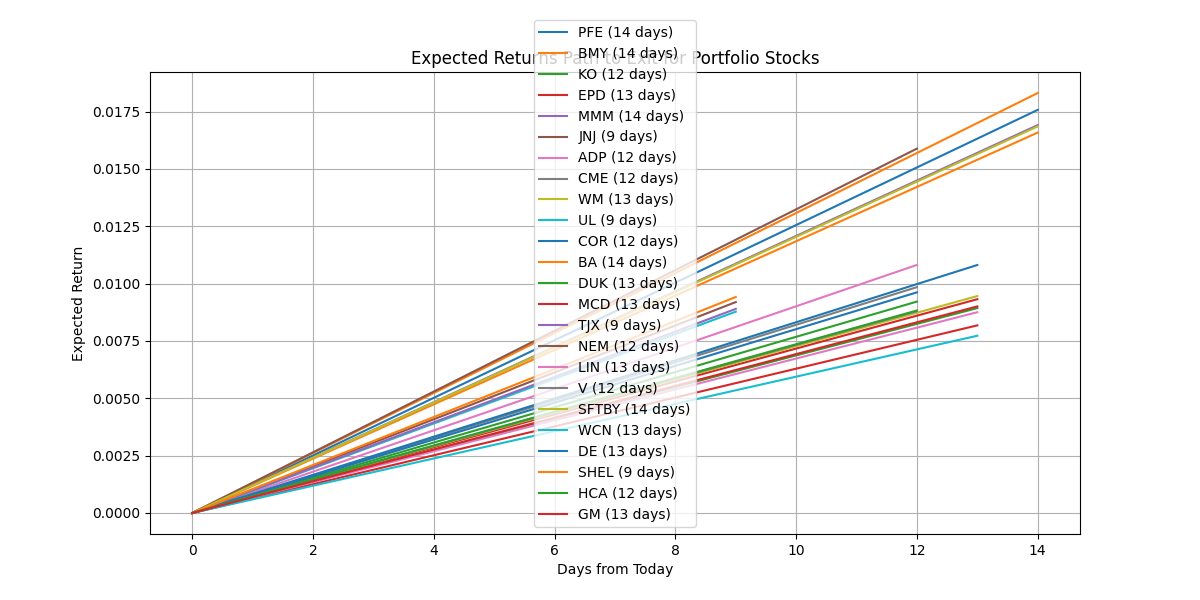 Expected Returns Path to Exit for Portfolio Stocks
PFE (14 days)
BMY (14 days)
KO (12 days)
EPD (13 days)
MMM (14 days)
JNJ (9 days)
ADP (12 days)
CME (12 days)
WM (13 days)
UL (9 days)
COR (12 days)
BA (14 days)
DUK (13 days)
MCD (13 days)
TJX (9 days)
NEM (12 days)
LIN (13 days)
V (12 days)
SFTBY (14 days)
WCN (13 days)
DE (13 days)
SHEL (9 days)
HCA (12 days)
GM (13 days)
Expected Return
0.0175
0.0150
0.0125
0.0100
0.0075
0.0050
0.0025
0.0000
0 2 4 6 8 10 12 14
Days from Today